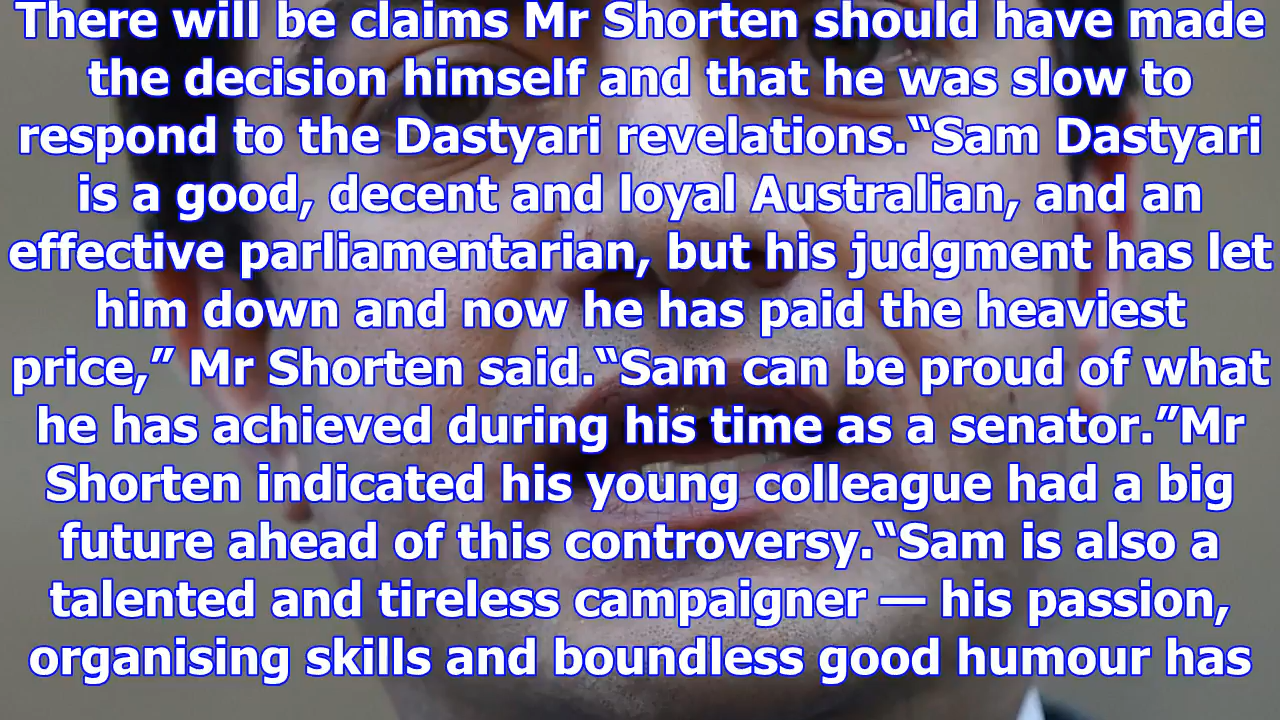 There will be claims Mr Shorten should have made
the decision himself and that he was slow to
respond to the Dastyari revelations.“Sam Dastyari
is a good, decent and loyal Australian, and an
effective parliamentarian, but his judgment has let
him down and now he has paid the heaviest
price,” Mr Shorten said.“Sam can be proud of what
he has achieved during his time as a senator.”Mr
Shorten indicated his young colleague had a big
future ahead of this controversy.“Sam is also a
talented and tireless campaigner — his passion,
organising skills and boundless good humour has